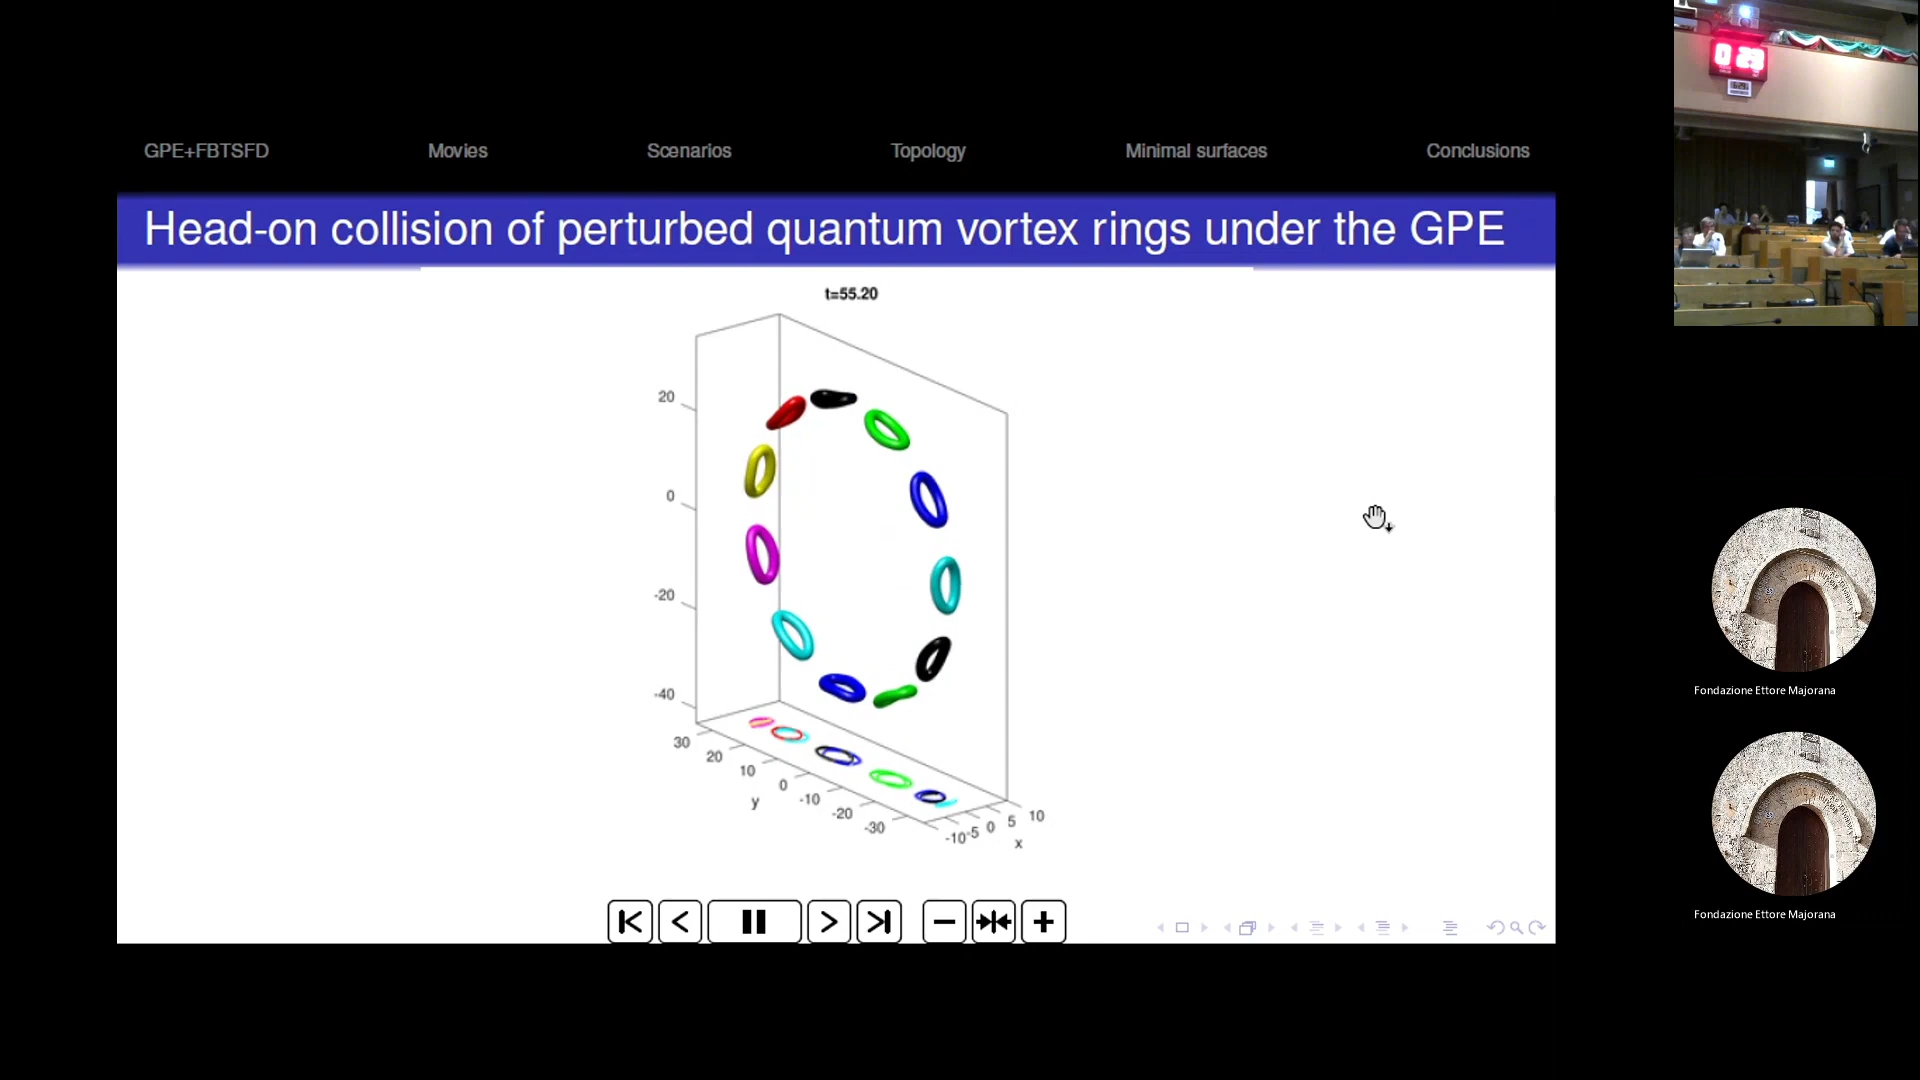 GPE+FBTSFD Movies Scenarios Topology Minimal surfaces Conclusions
Head-on collision of perturbed quantum vortex rings under the GPE
t=55.20
20
0
-20
-40
30
20
10
0
-10
-20
-30
y
-10
-5
0
5
10
x
Fondazione Ettore Majorana
Fondazione Ettore Majorana